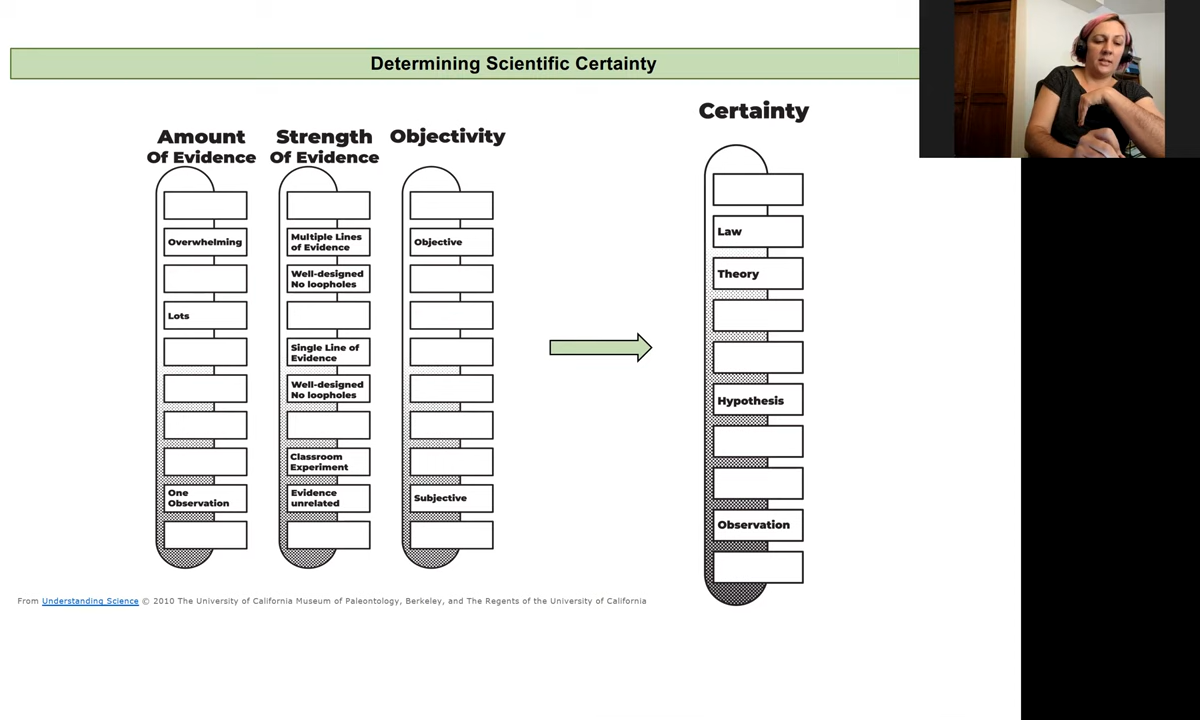 Determining Scientific Certainty
Amount
Of Evidence
Overwhelming
Lots
One
Observation
Strength
Of Evidence
Multiple Lines
of Evidence
Well-designed
No loopholes
Single Line of
Evidence
Well-designed
No loopholes
Classroom
Experiment
Evidence
unrelated
Objectivity
Objective
Subjective
Certainty
Law
Theory
Hypothesis
Observation
From Understanding Science © 2010 The University of California Museum of Paleontology, Berkeley, and The Regents of the University of California